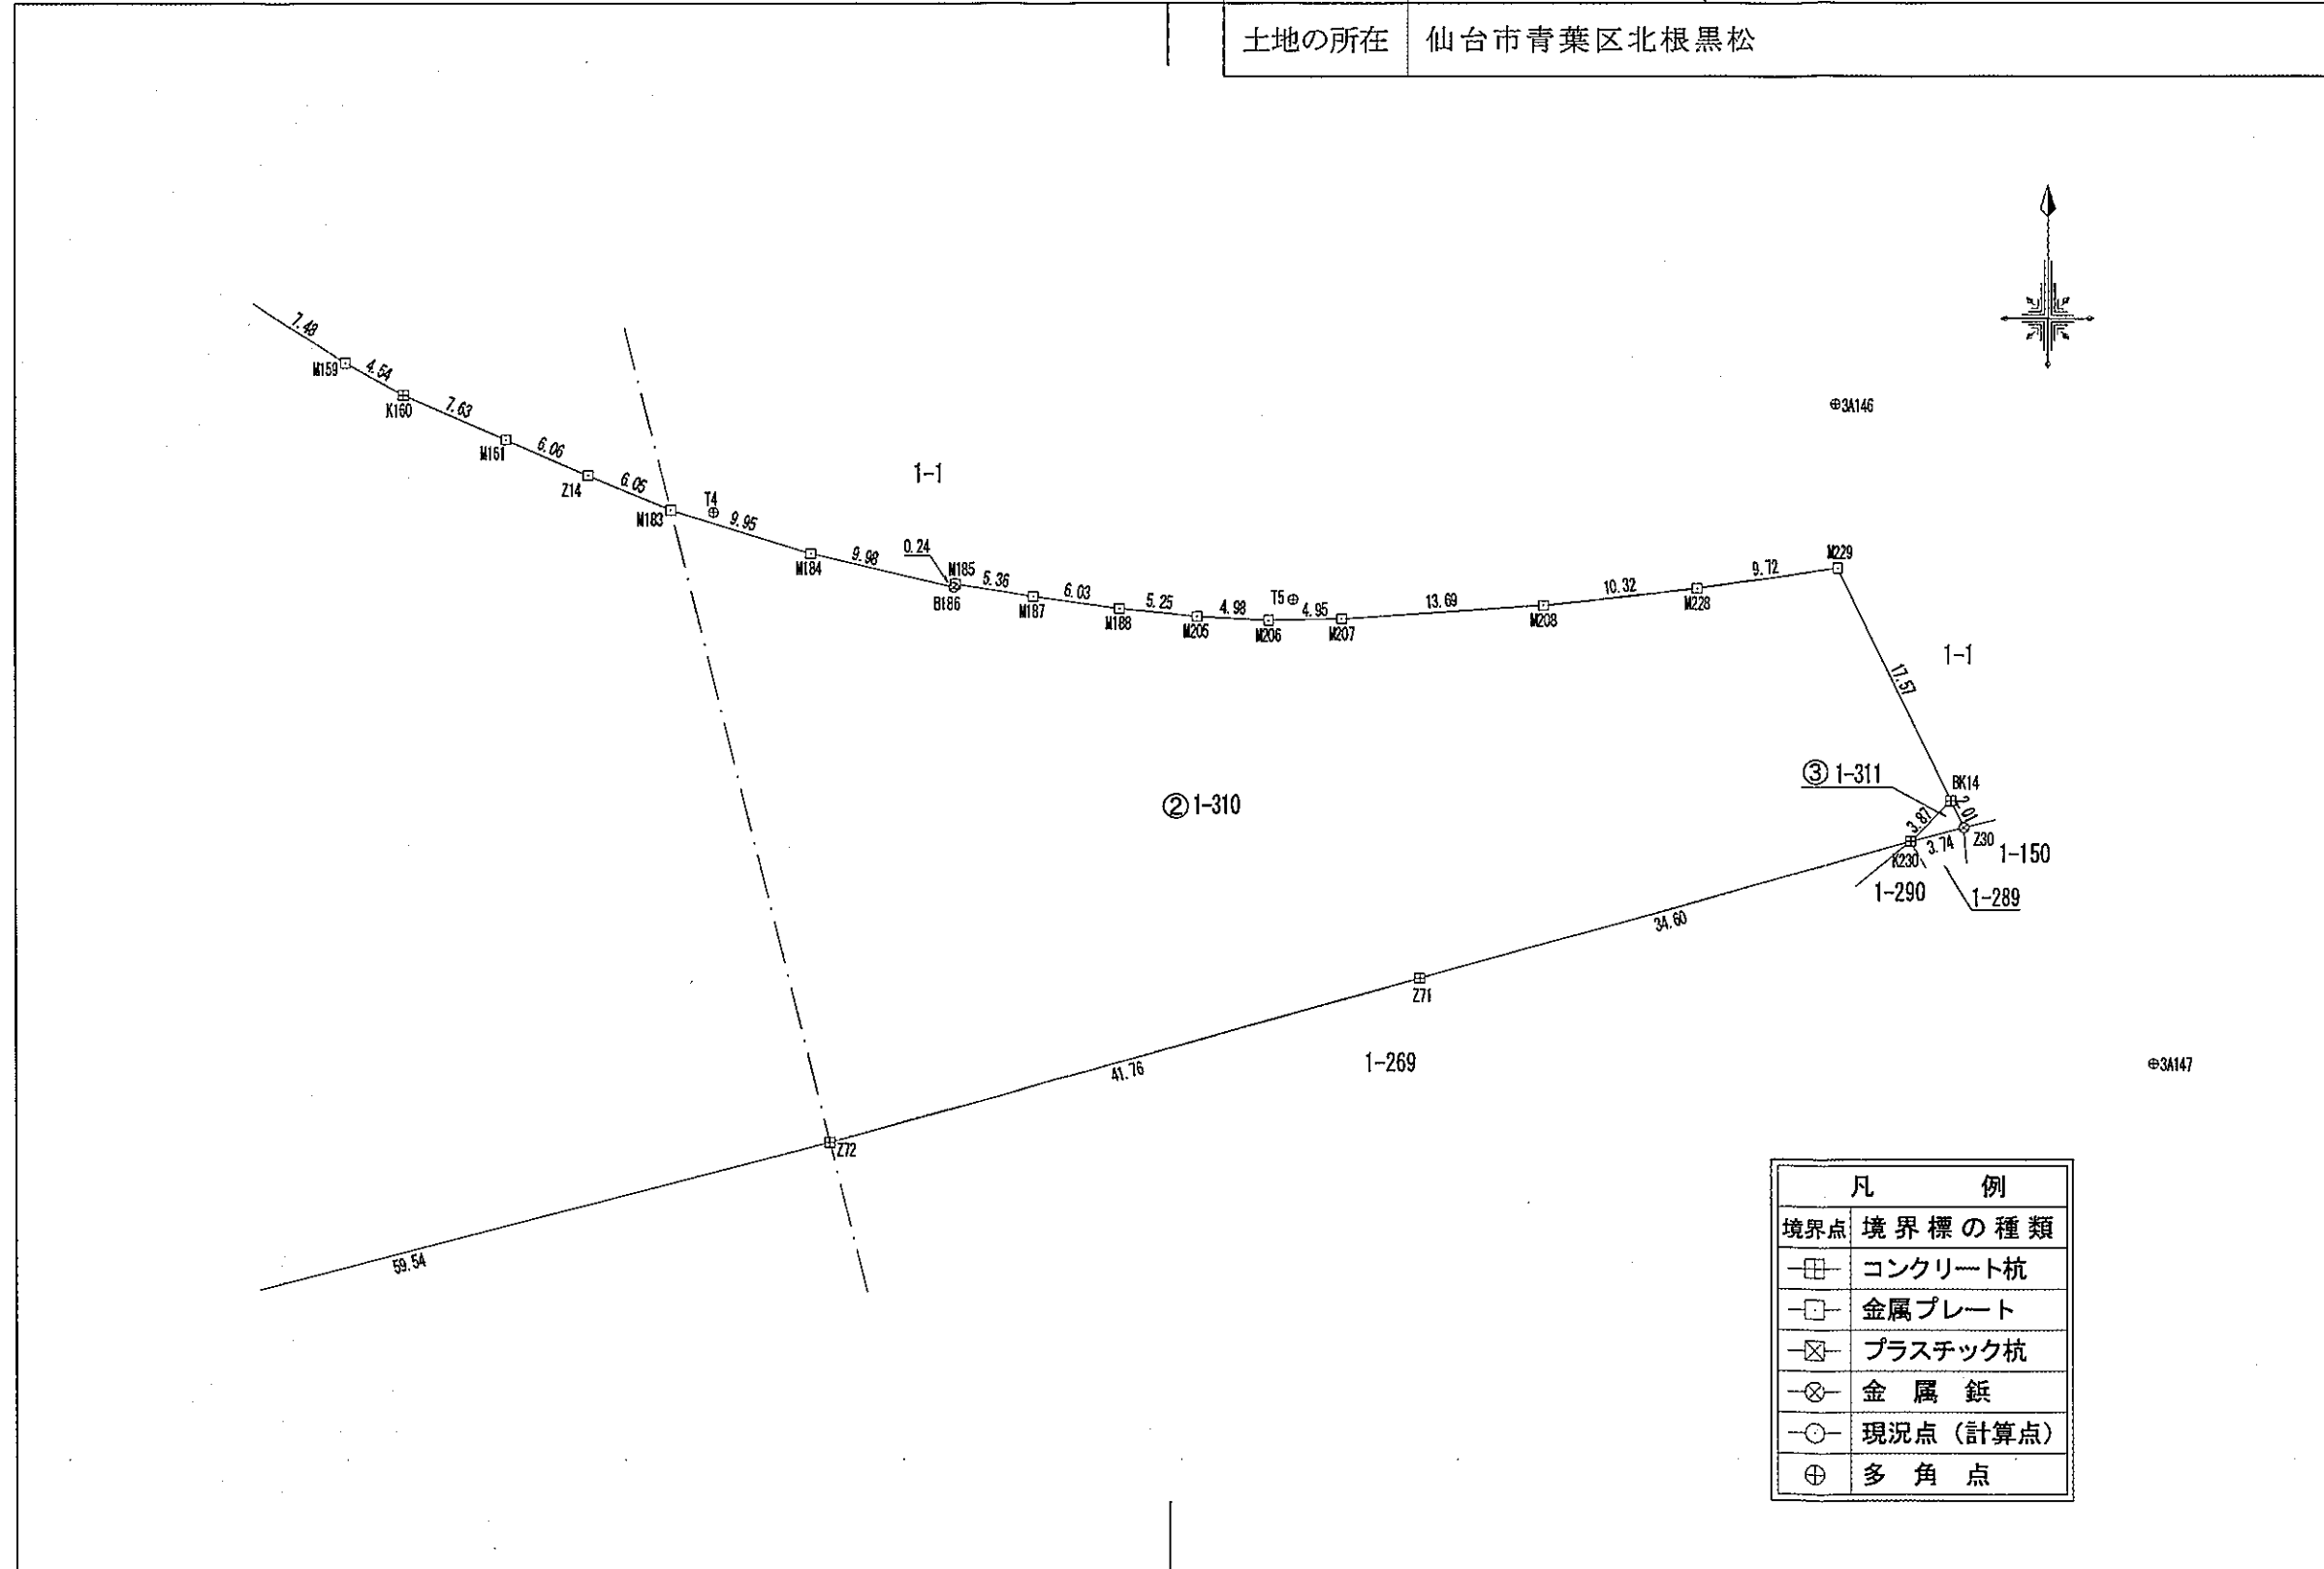 土地の所在 仙台市青葉区北根黒松
7.48
M159
4.54
K160
7.63
M161
6.06
Z14
6.05
M183
T4
9.95
1-1
M184
9.98
0.24
M185
B186
5.36
M187
6.03
M188
5.25
M205
4.98
M206
T5
4.95
M207
13.69
M208
10.32
M228
9.72
M229
3A146
17.57
1-1
③ 1-311
BK14
2.01
3.87
K230
3.74
Z30
1-150
1-290
1-289
② 1-310
34.60
Z71
41.76
1-269
3A147
Z72
59.54
凡 例
境界点 境界標の種類
コンクリート杭
金属プレート
プラスチック杭
金属鋲
現況点（計算点）
多角点